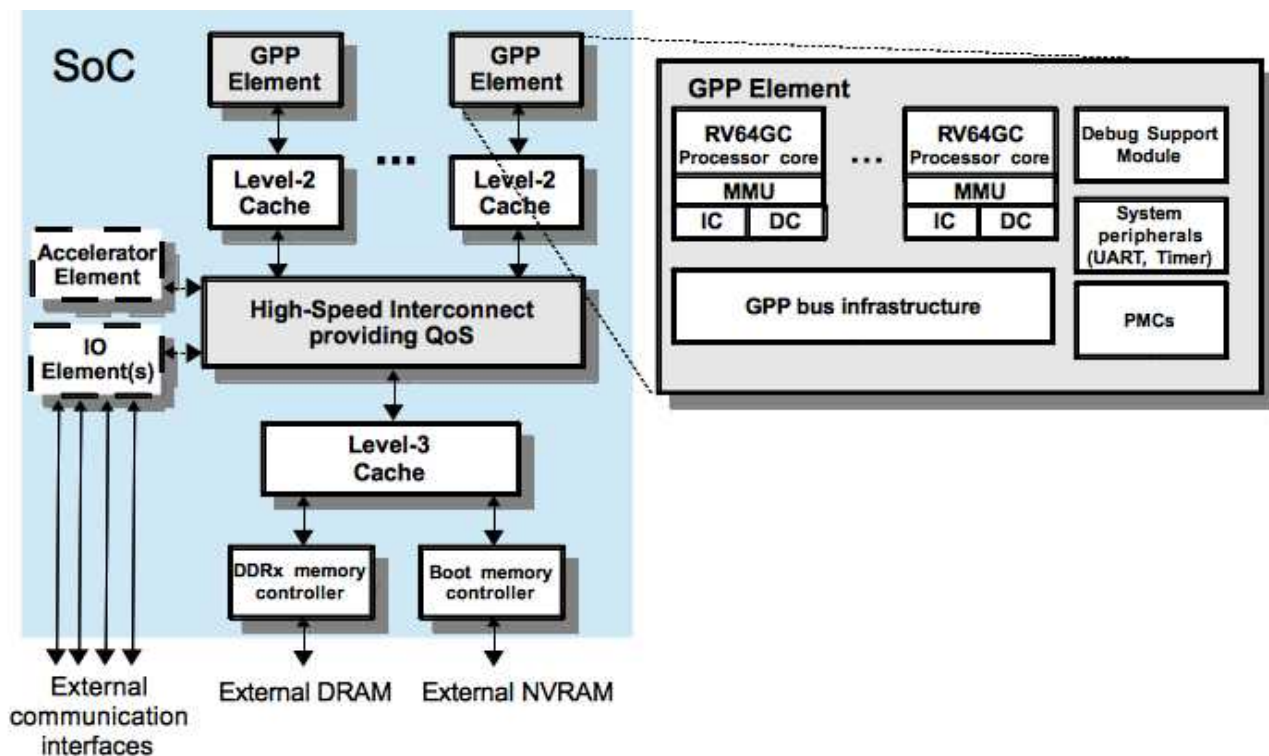 SoC
GPP
Element
GPP
Element
...
Level-2
Cache
Level-2
Cache
Accelerator
Element
IO
Element(s)
High-Speed Interconnect
providing QoS
Level-3
Cache
DDRx memory
controller
Boot memory
controller
External
communication
interfaces
External DRAM
External NVRAM
GPP Element
RV64GC
Processor core
MMU
IC
DC
...
RV64GC
Processor core
MMU
IC
DC
GPP bus infrastructure
Debug Support
Module
System
peripherals
(UART, Timer)
PMCs